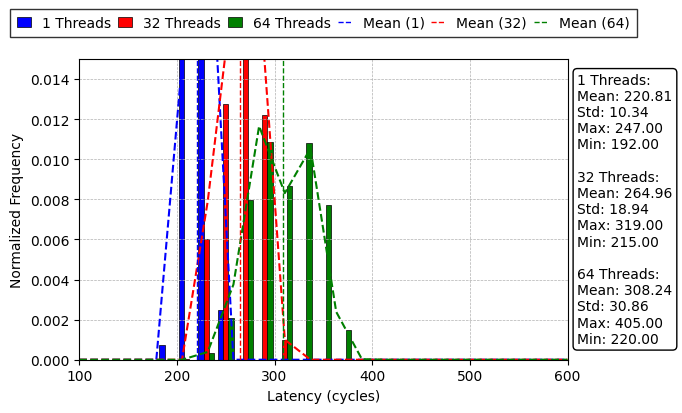 1 Threads 32 Threads 64 Threads Mean (1) Mean (32) Mean (64)
0.014
0.012
0.010
0.008
0.006
0.004
0.002
0.000
Normalized Frequency
100 200 300 400 500 600
Latency (cycles)
1 Threads:
Mean: 220.81
Std: 10.34
Max: 247.00
Min: 192.00
32 Threads:
Mean: 264.96
Std: 18.94
Max: 319.00
Min: 215.00
64 Threads:
Mean: 308.24
Std: 30.86
Max: 405.00
Min: 220.00